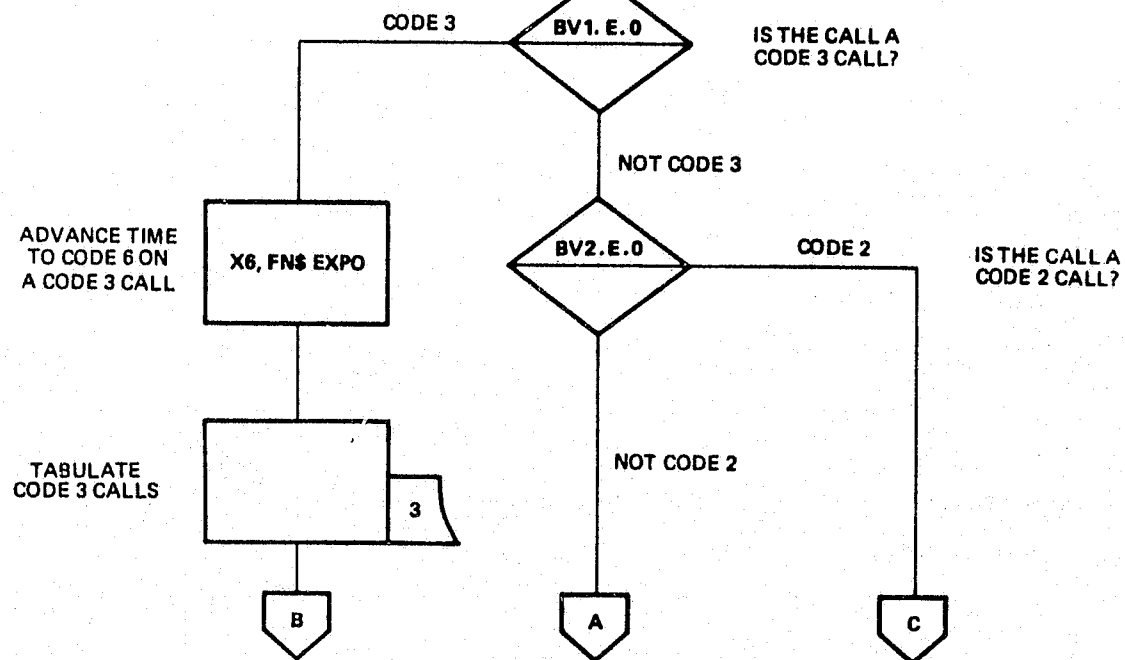 CODE 3
BV1. E. 0
IS THE CALL A
CODE 3 CALL?
NOT CODE 3
ADVANCE TIME
TO CODE 6 ON
A CODE 3 CALL
X6, FN$ EXPO
BV2. E. 0
CODE 2
IS THE CALL A
CODE 2 CALL?
TABULATE
CODE 3 CALLS
3
NOT CODE 2
B
A
C